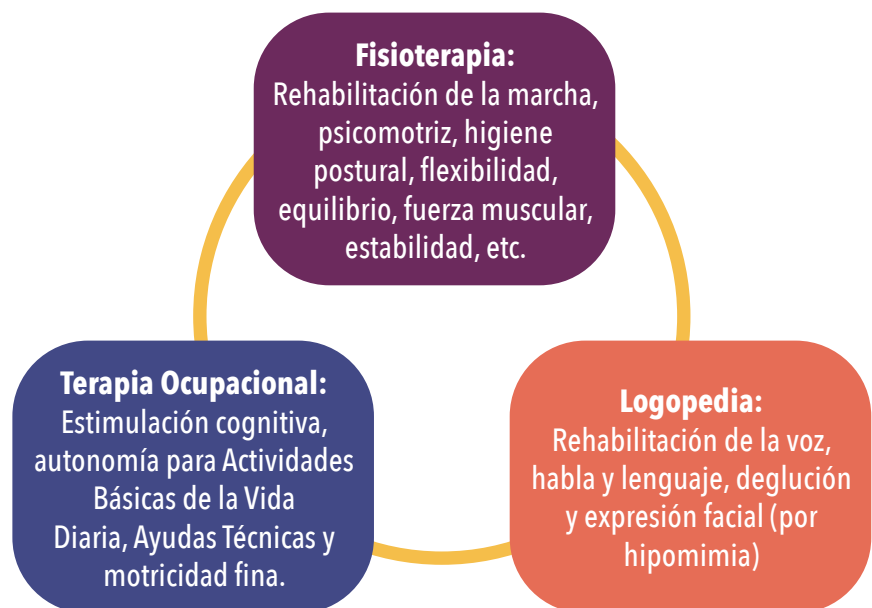 Fisioterapia:
Rehabilitación de la marcha,
psicomotriz, higiene
postural, flexibilidad,
equilibrio, fuerza muscular,
estabilidad, etc.
Terapia Ocupacional:
Estimulación cognitiva,
autonomía para Actividades
Básicas de la Vida
Diaria, Ayudas Técnicas y
motricidad fina.
Logopedia:
Rehabilitación de la voz,
habla y lenguaje, deglución
y expresión facial (por
hipomimia)